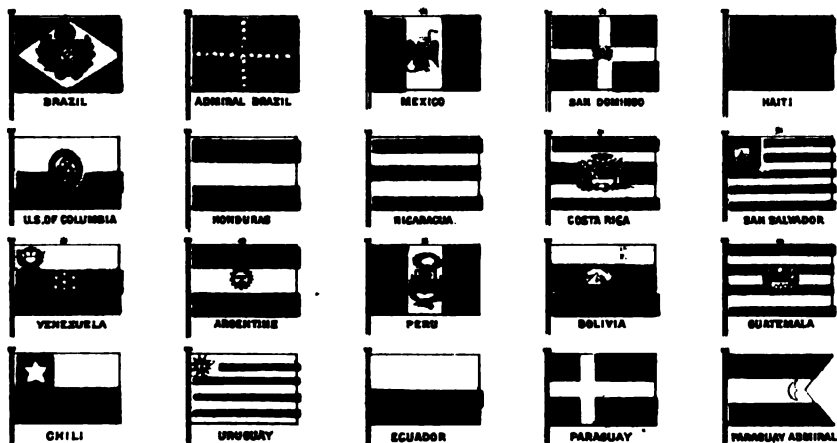 BRAZIL
ADMIRAL BRAZIL
MEXICO
SAN DOMINGO
HAITI
U.S. OF COLUMBIA
HONDURAS
NICARAGUA.
COSTA RICA
SAN SALVADOR
VENEZUELA
ARGENTINE
PERU
BOLIVIA
GUATEMALA
CHILI
URUGUAY
ECUADOR
PARAGUAY
PARAGUAY ADMIRAL